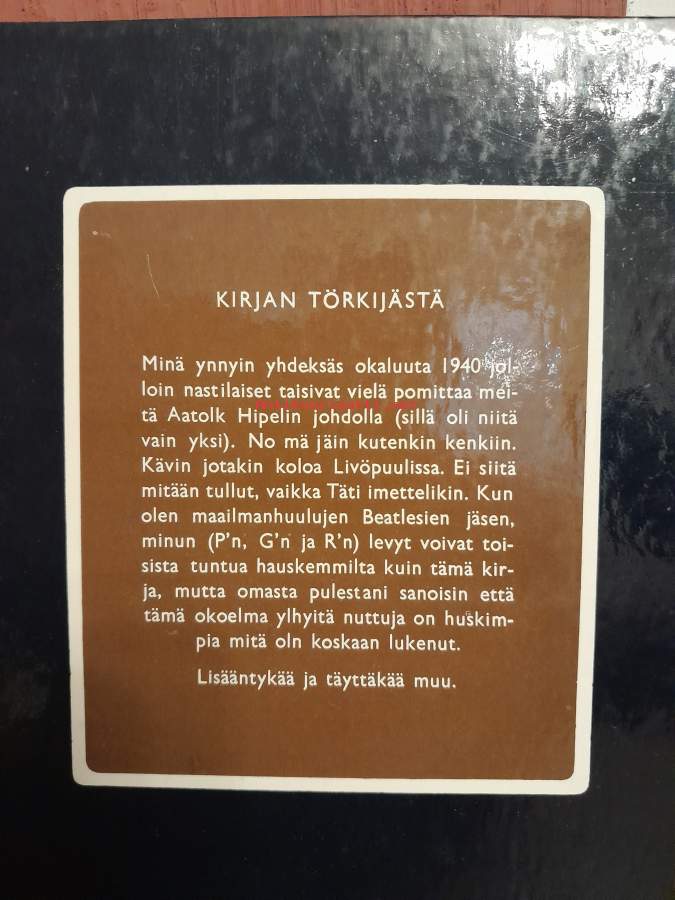 KIRJAN TÖRKIJÄSTÄ
Minä ynnyin yhdeksäs okaluuta 1940 jol-
loin nastilaiset taisivat vielä pomittaa mei-
tä Aatolk Hipelin johdolla (sillä oli niitä
vain yksi). No mä jäin kutenkin kenkiin.
Kävin jotakin koloa Livöpuulissa. Ei siitä
mitään tullut, vaikka Täti imettelikin. Kun
olen maailmanhuulujen Beatlesien jäsen,
minun (P'n, G'n ja R'n) levyt voivat toi-
sista tuntua hauskemmilta kuin tämä kir-
ja, mutta omasta pulestani sanoisin että
tämä okoelma ylhyitä nuttuja on huskim-
pia mitä oln koskaan lukenut.
Lisääntykää ja täyttäkää muu.